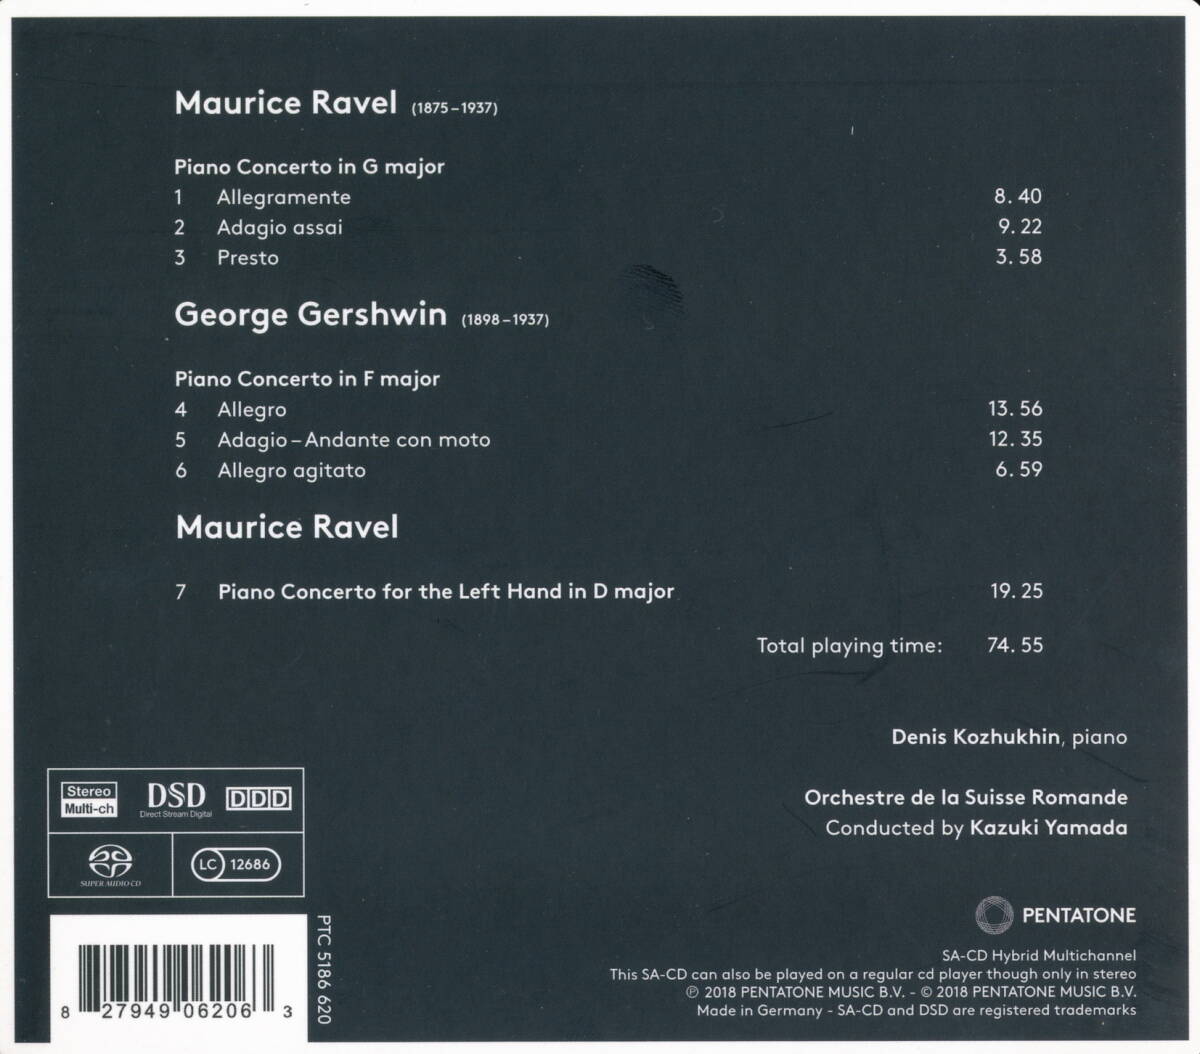 Maurice Ravel (1875–1937)
Piano Concerto in G major
1 Allegramente 8. 40
2 Adagio assai 9. 22
3 Presto 3. 58
George Gershwin (1898–1937)
Piano Concerto in F major
4 Allegro 13. 56
5 Adagio – Andante con moto 12. 35
6 Allegro agitato 6. 59
Maurice Ravel
7 Piano Concerto for the Left Hand in D major 19. 25
Total playing time: 74. 55
Denis Kozhukhin, piano
Orchestre de la Suisse Romande
Conducted by Kazuki Yamada
Stereo
Multi-ch
DSD
Direct Stream Digital
DDD
SUPER AUDIO CD
LC 12686
PTC 5186 620
8 27949 06206 3
PENTATONE
SA-CD Hybrid Multichannel
This SA-CD can also be played on a regular cd player though only in stereo
℗ 2018 PENTATONE MUSIC B.V. - © 2018 PENTATONE MUSIC B.V.
Made in Germany - SA-CD and DSD are registered trademarks